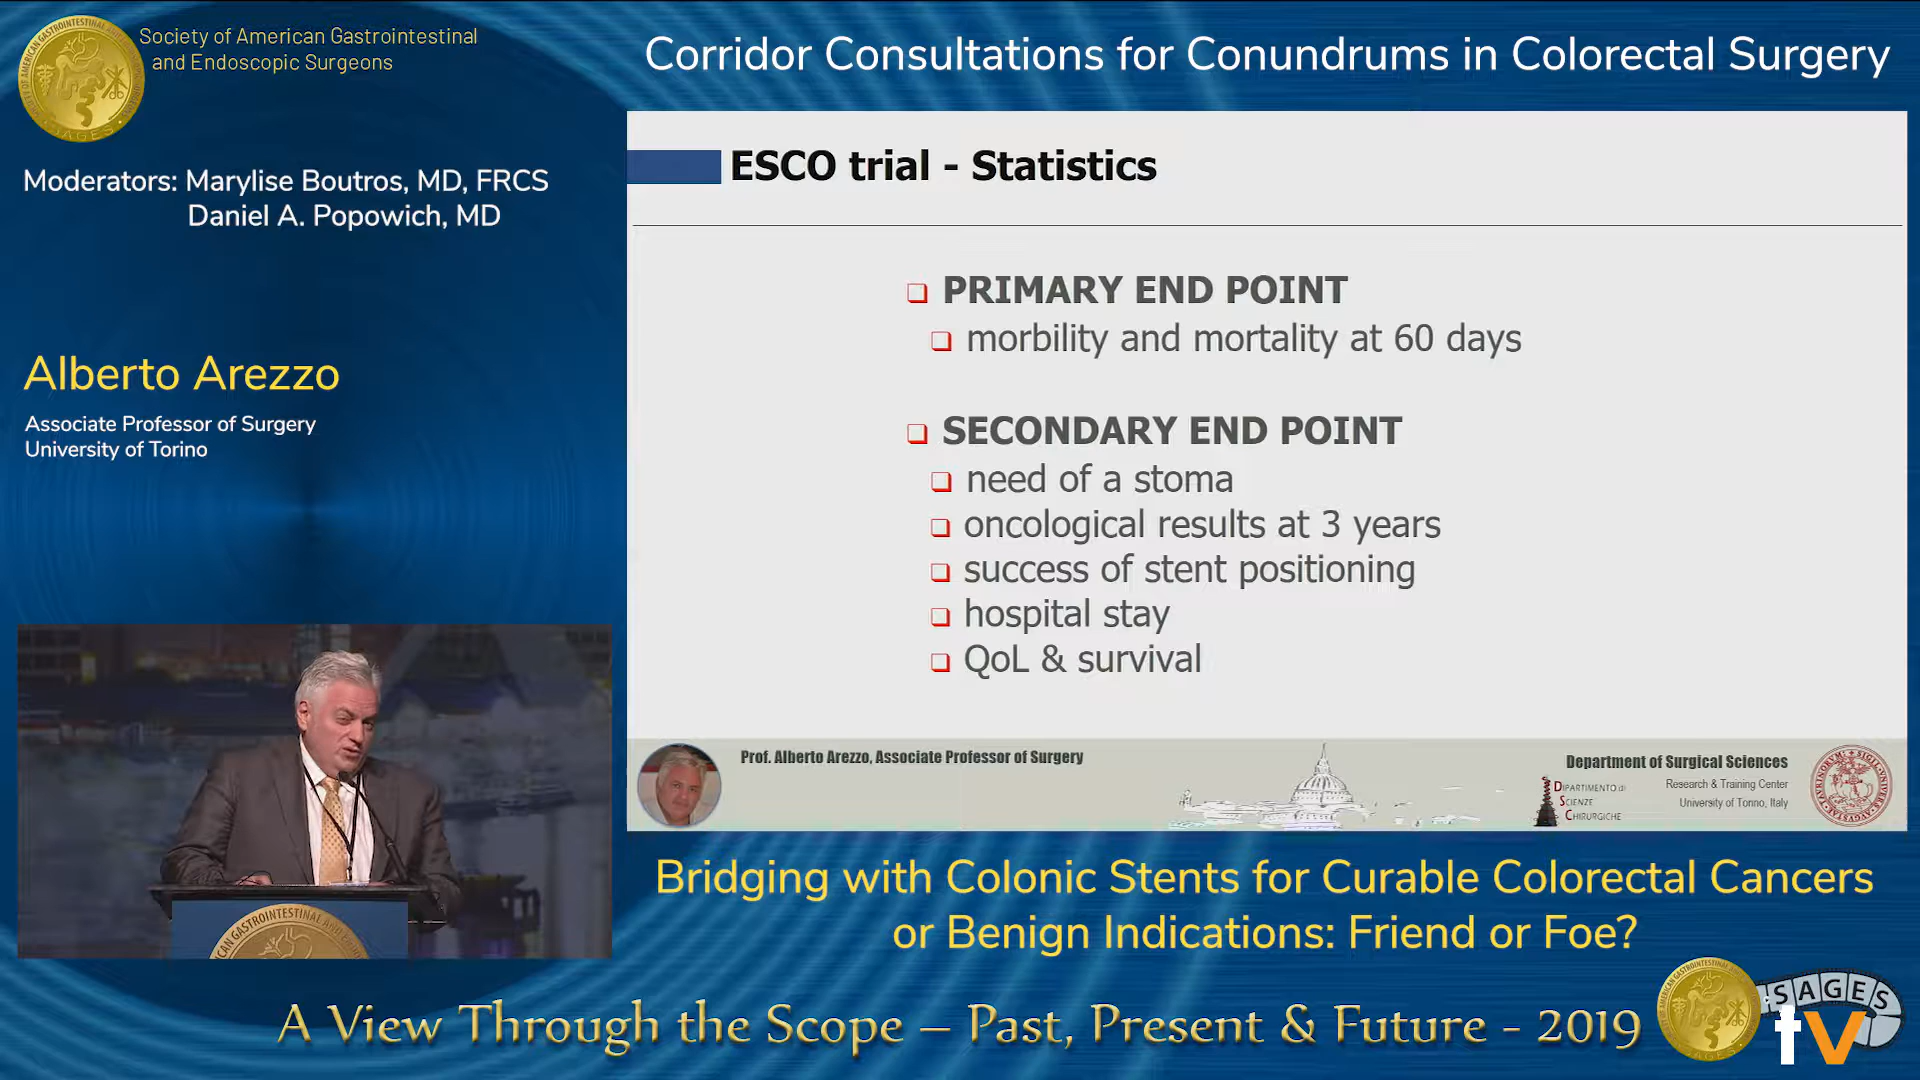 Society of American Gastrointestinal
and Endoscopic Surgeons
Corridor Consultations for Conundrums in Colorectal Surgery
Moderators: Marylise Boutros, MD, FRCS
Daniel A. Popowich, MD
Alberto Arezzo
Associate Professor of Surgery
University of Torino
ESCO trial - Statistics
PRIMARY END POINT
morbility and mortality at 60 days
SECONDARY END POINT
need of a stoma
oncological results at 3 years
success of stent positioning
hospital stay
QoL & survival
Prof. Alberto Arezzo, Associate Professor of Surgery
Department of Surgical Sciences
Research & Training Center
University of Torino, Italy
DIPARTIMENTO di
SCIENZE
CHIRURGICHE
Bridging with Colonic Stents for Curable Colorectal Cancers
or Benign Indications: Friend or Foe?
A View Through the Scope – Past, Present & Future - 2019
SAGES
tv